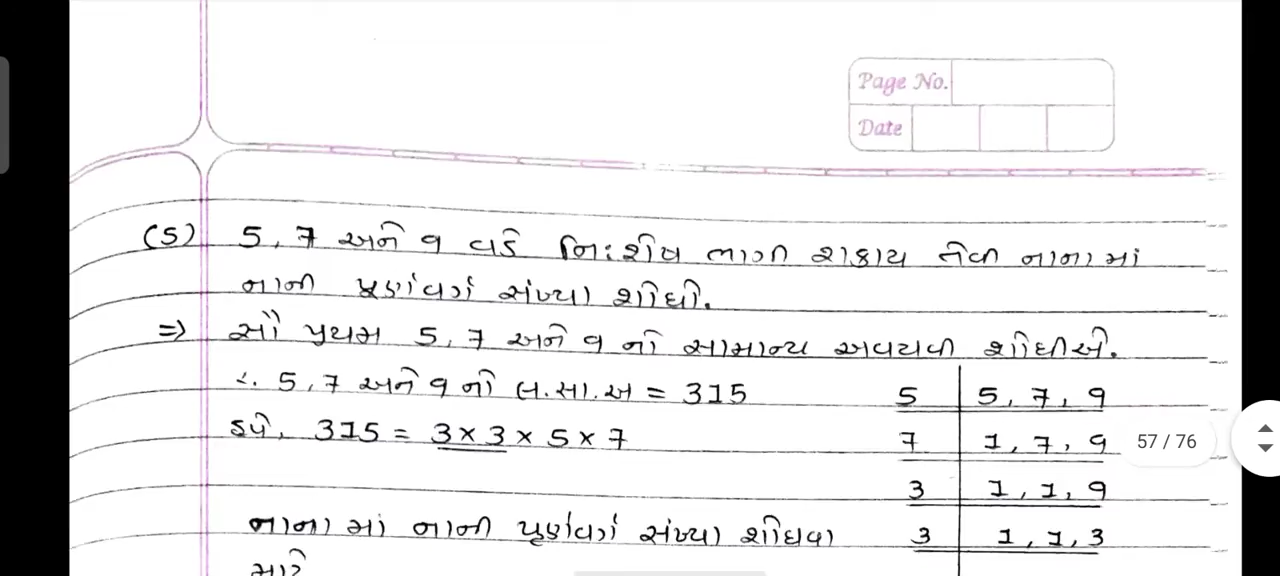 Page No.
Date
(5) 5, 7 અને 9 વડે નિઃશેષ ભાગી શકાય તેવી નાનામાં
નાની પૂર્ણવર્ગ સંખ્યા શોધો.
⇒ સૌ પ્રથમ 5, 7 અને 9 નો સામાન્ય અવયવી શોધીએ.
∴ 5, 7 અને 9 નો લ.સા.અ = 315
5 | 5, 7, 9
હવે, 315 = 3 × 3 × 5 × 7
7 | 1, 7, 9
57 / 76
3 | 1, 1, 9
નાનામાં નાની પૂર્ણવર્ગ સંખ્યા શોધવા
3 | 1, 1, 3
માટે